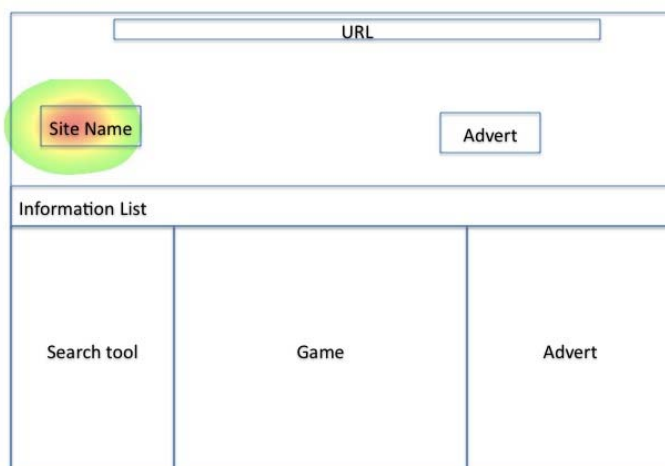 URL
Site Name
Advert
Information List
Search tool
Game
Advert